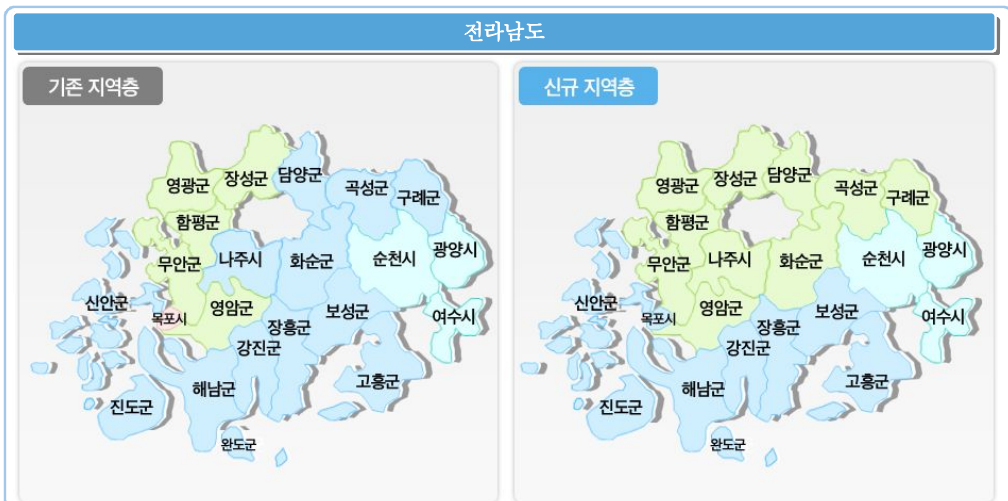 전라남도
기존 지역층
영광군
장성군
담양군
곡성군
구례군
함평군
무안군
나주시
화순군
순천시
광양시
신안군
목포시
영암군
장흥군
보성군
여수시
강진군
해남군
고흥군
진도군
완도군
신규 지역층
영광군
장성군
담양군
곡성군
구례군
함평군
무안군
나주시
화순군
순천시
광양시
신안군
목포시
영암군
장흥군
보성군
여수시
강진군
해남군
고흥군
진도군
완도군